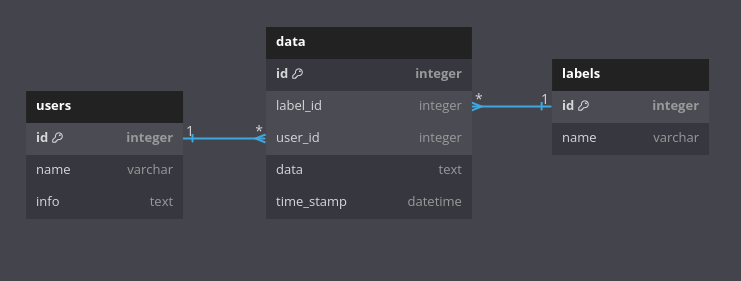 users
id integer
name varchar
info text
1 *
data
id integer
label_id integer
user_id integer
data text
time_stamp datetime
* 1
labels
id integer
name varchar